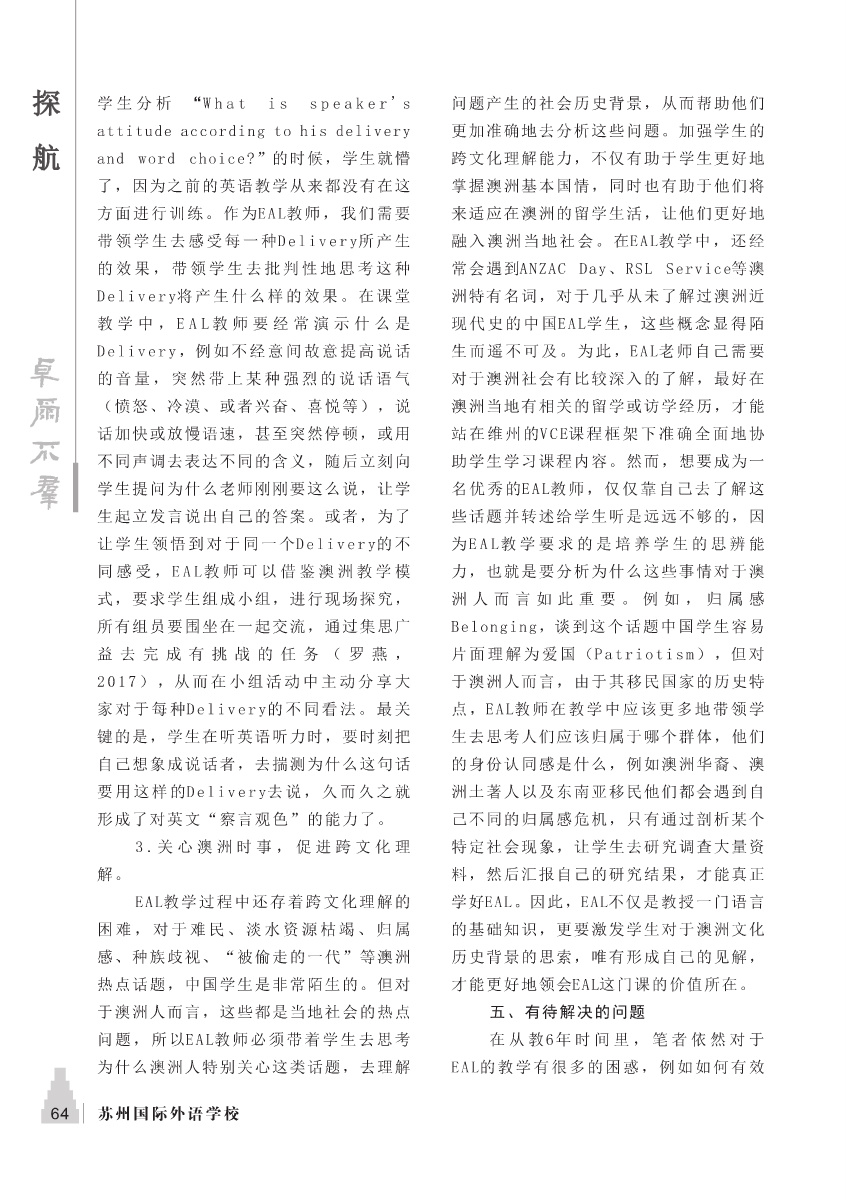 探
航
卓尔不群
学生分析 “What is speaker's
attitude according to his delivery
and word choice?”的时候，学生就懵
了，因为之前的英语教学从来都没有在这
方面进行训练。作为EAL教师，我们需要
带领学生去感受每一种Delivery所产生
的效果，带领学生去批判性地思考这种
Delivery将产生什么样的效果。在课堂
教学中，EAL教师要经常演示什么是
Delivery，例如不经意间故意提高说话
的音量，突然带上某种强烈的说话语气
（愤怒、冷漠、或者兴奋、喜悦等），说
话加快或放慢语速，甚至突然停顿，或用
不同声调去表达不同的含义，随后立刻向
学生提问为什么老师刚刚要这么说，让学
生起立发言说出自己的答案。或者，为了
让学生领悟到对于同一个Delivery的不
同感受，EAL教师可以借鉴澳洲教学模
式，要求学生组成小组，进行现场探究，
所有组员要围坐在一起交流，通过集思广
益去完成有挑战的任务（罗燕，
2017），从而在小组活动中主动分享大
家对于每种Delivery的不同看法。最关
键的是，学生在听英语听力时，要时刻把
自己想象成说话者，去揣测为什么这句话
要用这样的Delivery去说，久而久之就
形成了对英文“察言观色”的能力了。
3.关心澳洲时事，促进跨文化理
解。
EAL教学过程中还存着跨文化理解的
困难，对于难民、淡水资源枯竭、归属
感、种族歧视、“被偷走的一代”等澳洲
热点话题，中国学生是非常陌生的。但对
于澳洲人而言，这些都是当地社会的热点
问题，所以EAL教师必须带着学生去思考
为什么澳洲人特别关心这类话题，去理解
问题产生的社会历史背景，从而帮助他们
更加准确地去分析这些问题。加强学生的
跨文化理解能力，不仅有助于学生更好地
掌握澳洲基本国情，同时也有助于他们将
来适应在澳洲的留学生活，让他们更好地
融入澳洲当地社会。在EAL教学中，还经
常会遇到ANZAC Day、RSL Service等澳
洲特有名词，对于几乎从未了解过澳洲近
现代史的中国EAL学生，这些概念显得陌
生而遥不可及。为此，EAL老师自己需要
对于澳洲社会有比较深入的了解，最好在
澳洲当地有相关的留学或访学经历，才能
站在维州的VCE课程框架下准确全面地协
助学生学习课程内容。然而，想要成为一
名优秀的EAL教师，仅仅靠自己去了解这
些话题并转述给学生听是远远不够的，因
为EAL教学要求的是培养学生的思辨能
力，也就是要分析为什么这些事情对于澳
洲人而言如此重要。例如，归属感
Belonging，谈到这个话题中国学生容易
片面理解为爱国（Patriotism），但对
于澳洲人而言，由于其移民国家的历史特
点，EAL教师在教学中应该更多地带领学
生去思考人们应该归属于哪个群体，他们
的身份认同感是什么，例如澳洲华裔、澳
洲土著人以及东南亚移民他们都会遇到自
己不同的归属感危机，只有通过剖析某个
特定社会现象，让学生去研究调查大量资
料，然后汇报自己的研究结果，才能真正
学好EAL。因此，EAL不仅是教授一门语言
的基础知识，更要激发学生对于澳洲文化
历史背景的思索，唯有形成自己的见解，
才能更好地领会EAL这门课的价值所在。
五、有待解决的问题
在从教6年时间里，笔者依然对于
EAL的教学有很多的困惑，例如如何有效
64 苏州国际外语学校